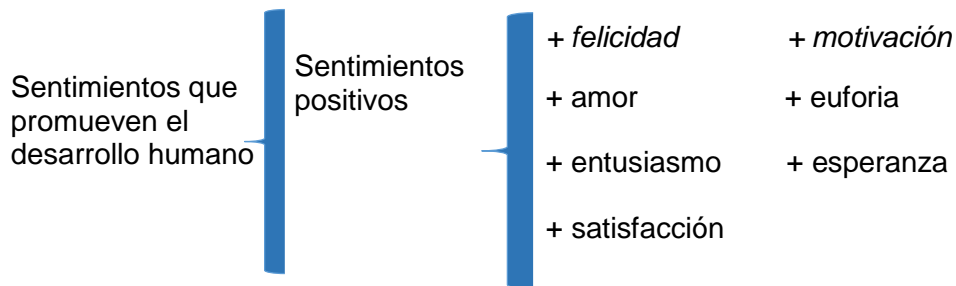 Sentimientos que
promueven el
desarrollo humano
Sentimientos
positivos
+ felicidad
+ motivación
+ amor
+ euforia
+ entusiasmo
+ esperanza
+ satisfacción